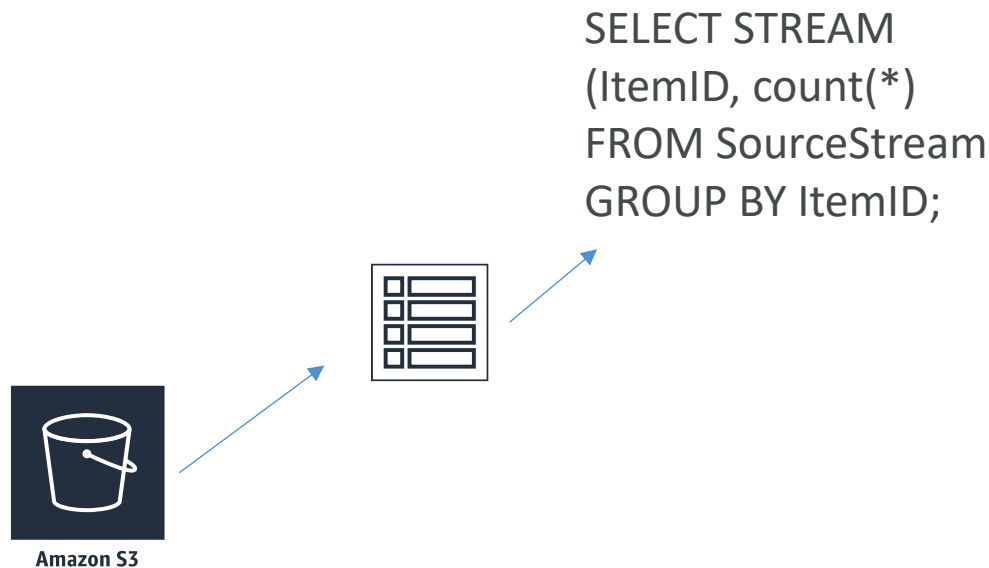 SELECT STREAM
(ItemID, count(*)
FROM SourceStream
GROUP BY ItemID;
Amazon S3